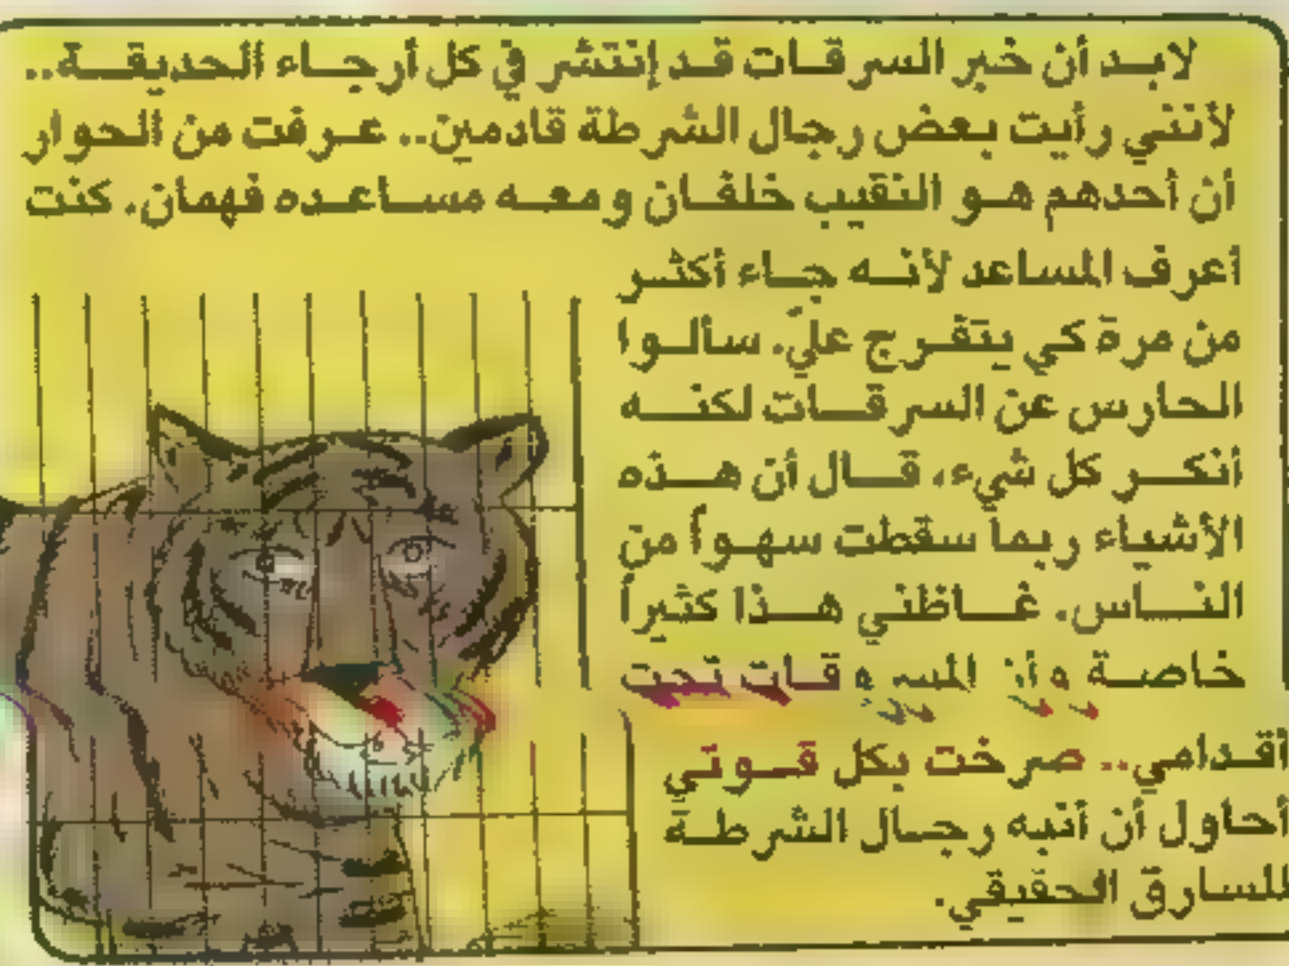 لابد أن خبر السرقات قد إنتشر في كل أرجاء الحديقة..
لأنني رأيت بعض رجال الشرطة قادمين.. عرفت من الحوار
أن أحدهم هو النقيب خلفان ومعه مساعده فهمان. كنت
أعرف المساعد لأنه جاء أكثر
من مرة كي يتفرج عليّ. سألوا
الحارس عن السرقات لكنه
أنكر كل شيء، قال أن هذه
الأشياء ربما سقطت سهواً من
الناس. غاظني هذا كثيراً
خاصة وأن المسروقات تحت
أقدامي.. صرخت بكل قوتي
أحاول أن أنبه رجال الشرطة
للسارق الحقيقي.